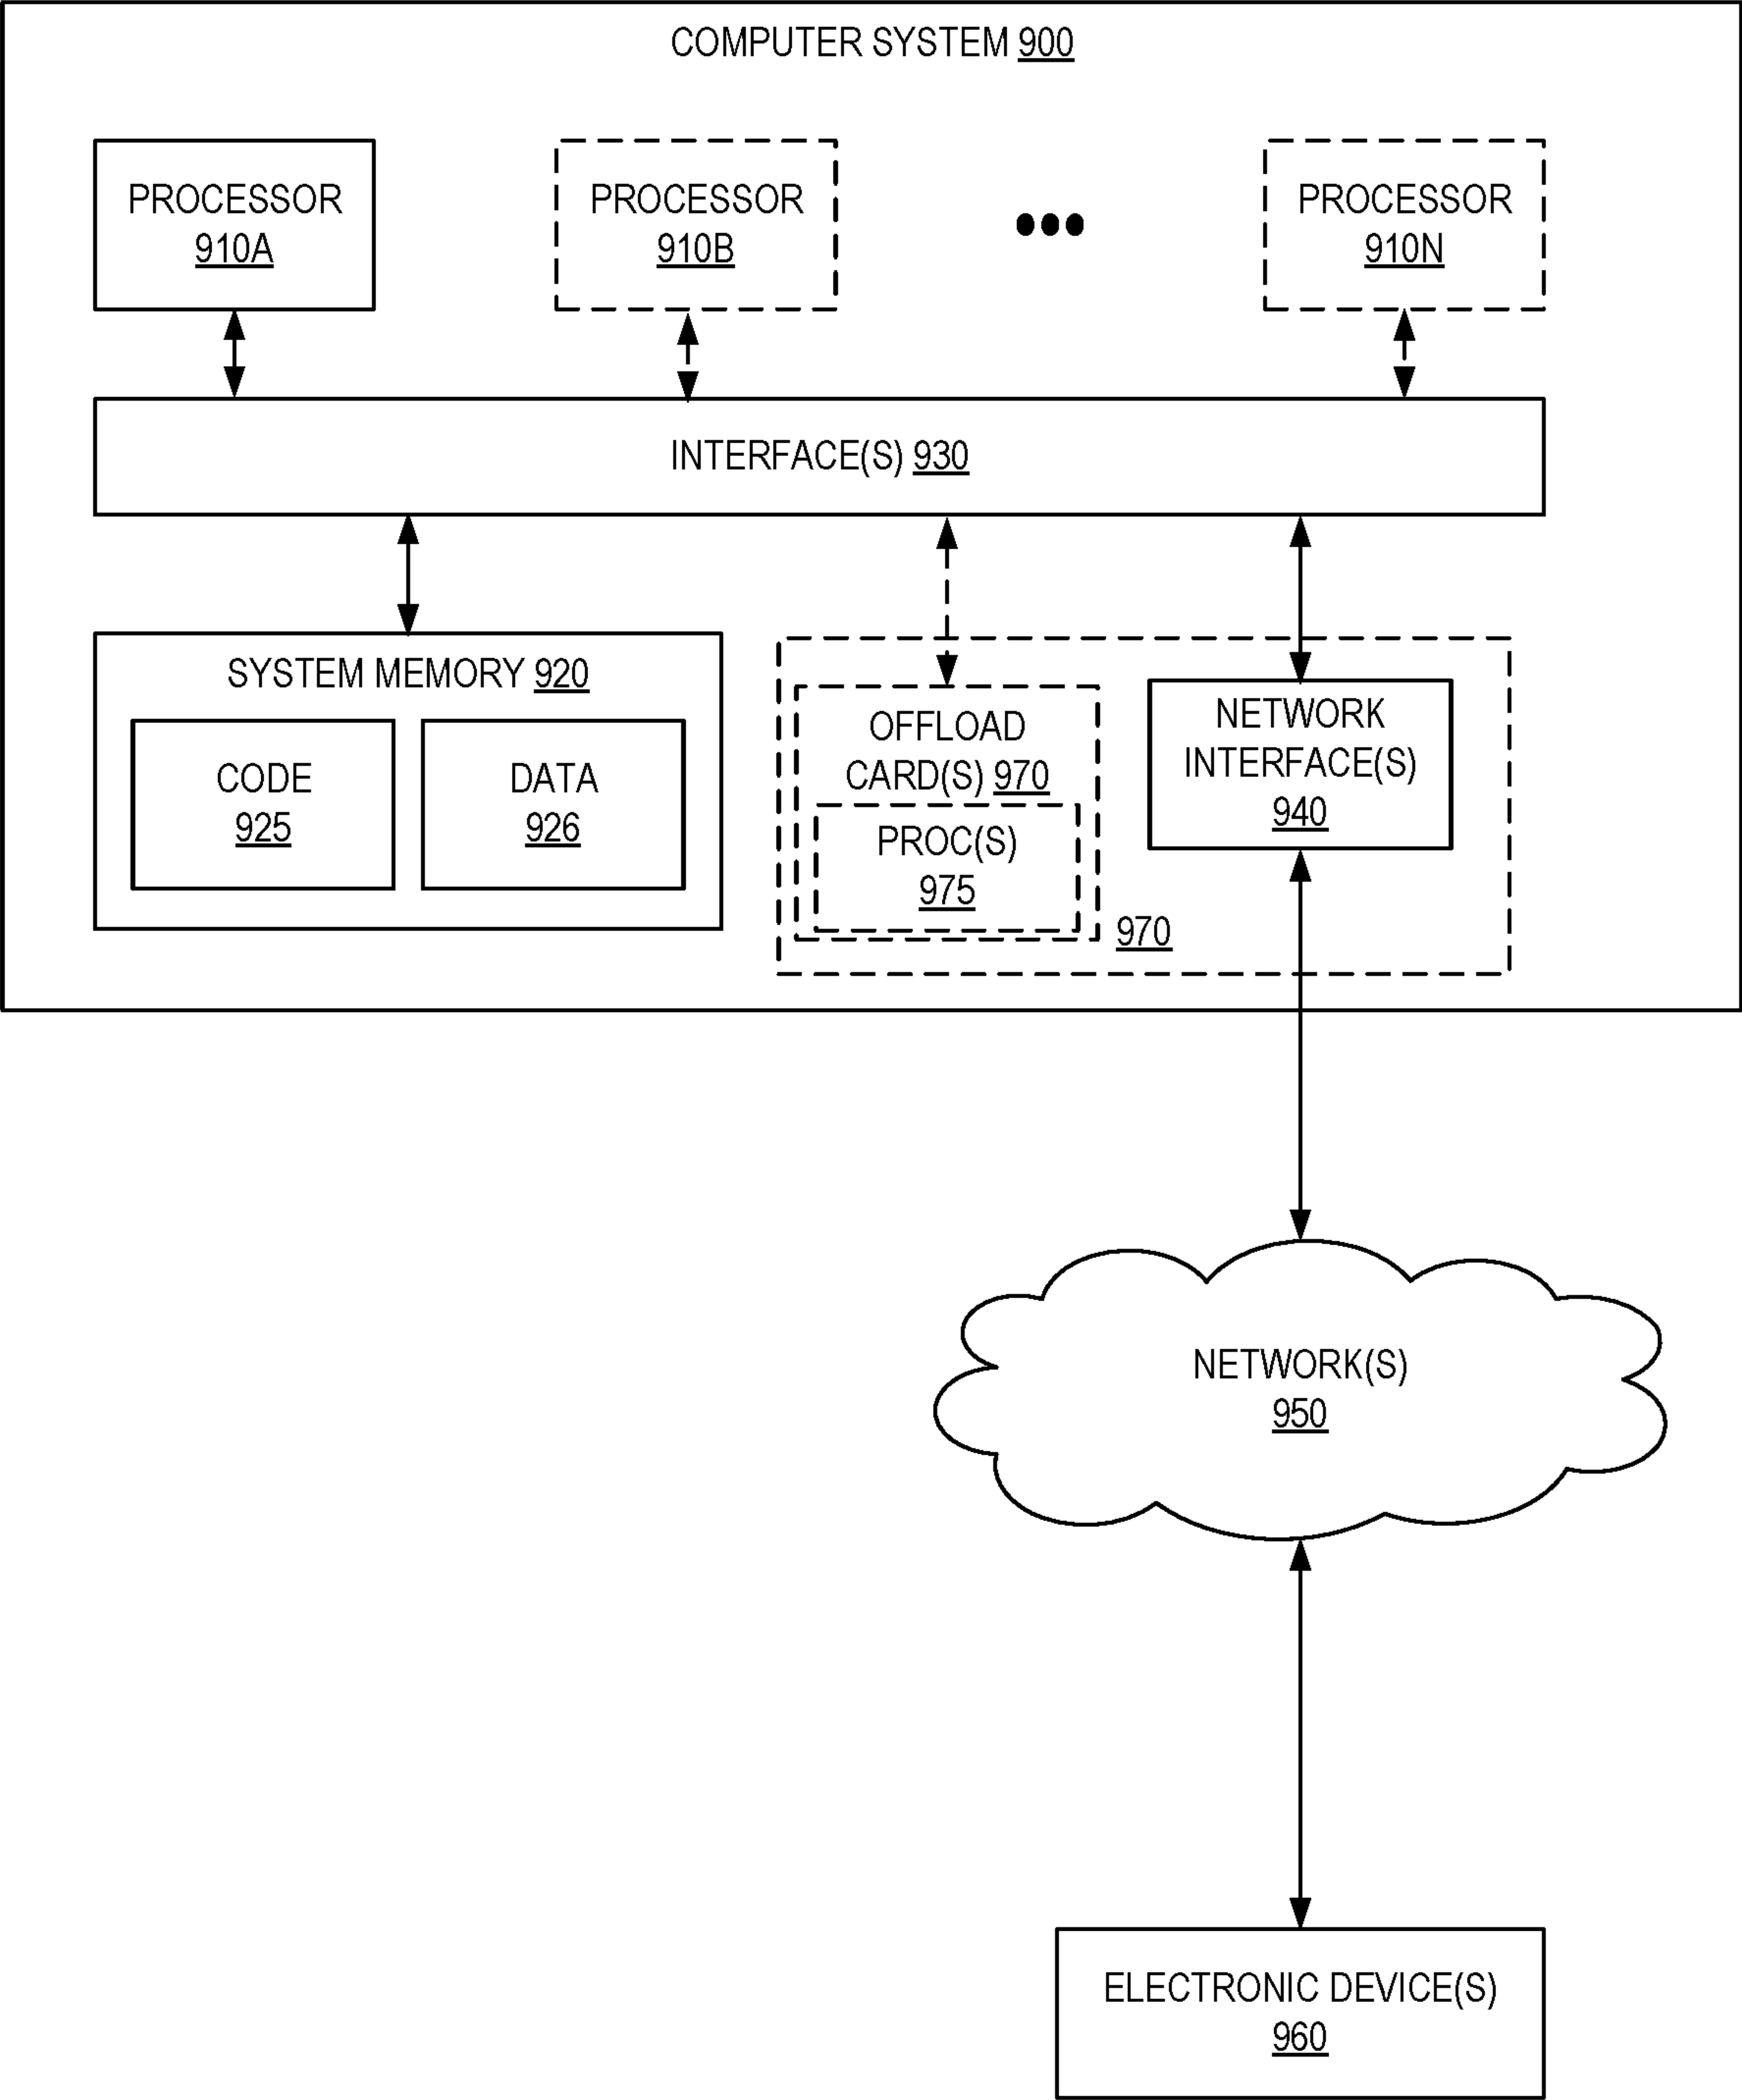 COMPUTER SYSTEM 900
PROCESSOR
910A
PROCESSOR
910B
PROCESSOR
910N
INTERFACE(S) 930
SYSTEM MEMORY 920
CODE
925
DATA
926
OFFLOAD
CARD(S) 970
PROC(S)
975
970
NETWORK
INTERFACE(S)
940
NETWORK(S)
950
ELECTRONIC DEVICE(S)
960